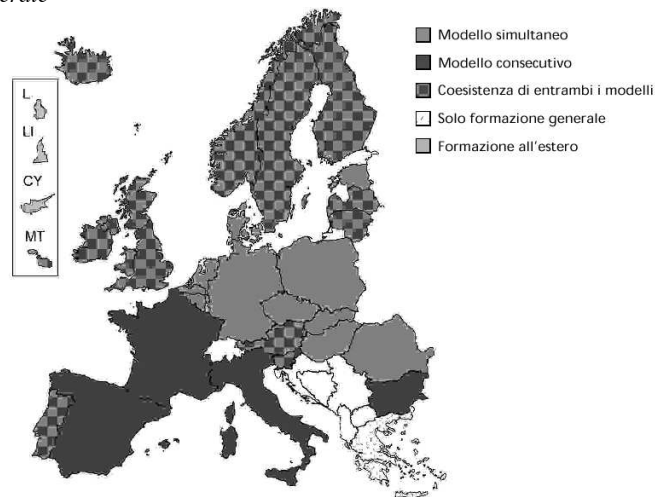 Modello simultaneo
Modello consecutivo
Coesistenza di entrambi i modelli
Solo formazione generale
Formazione all'estero
L
LI
CY
MT